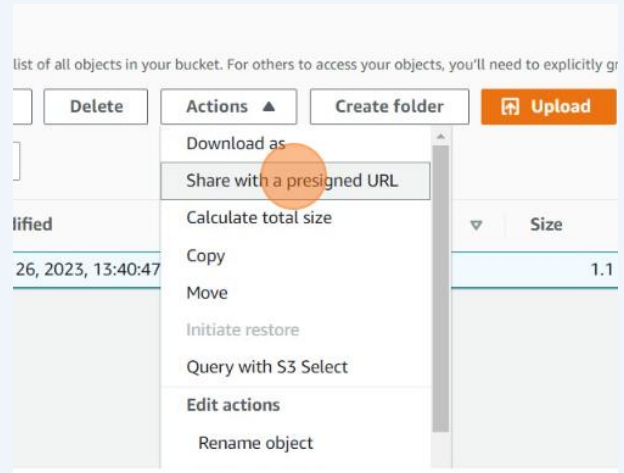 list of all objects in your bucket. For others to access your objects, you'll need to explicitly
Delete Actions ▲ Create folder Upload
Download as
Share with a presigned URL
Calculate total size
lified Size
Copy
26, 2023, 13:40:47 1.1
Move
Initiate restore
Query with S3 Select
Edit actions
Rename object